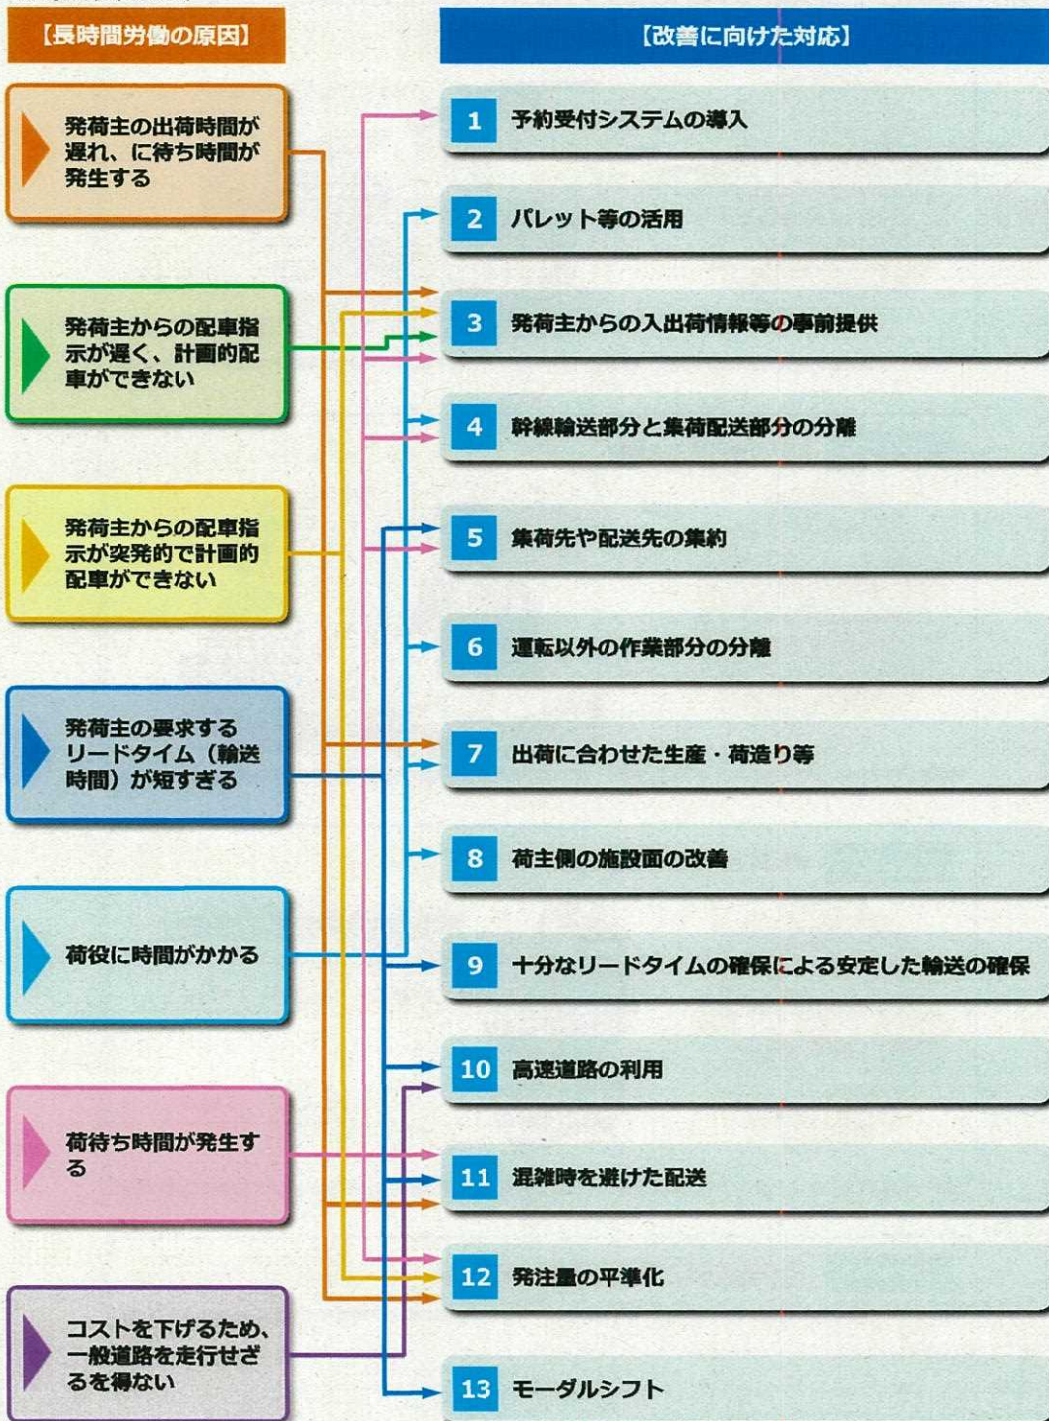 【長時間労働の原因】
【改善に向けた対応】
発荷主の出荷時間が
遅れ、に待ち時間が
発生する
発荷主からの配車指
示が遅く、計画的配
車ができない
発荷主からの配車指
示が突発的で計画的
配車ができない
発荷主の要求する
リードタイム（輸送
時間）が短すぎる
荷役に時間がかかる
荷待ち時間が発生す
る
コストを下げるため、
一般道路を走行せざ
るを得ない
1 予約受付システムの導入
2 パレット等の活用
3 発荷主からの入出荷情報等の事前提供
4 幹線輸送部分と集荷配送部分の分離
5 集荷先や配送先の集約
6 運転以外の作業部分の分離
7 出荷に合わせた生産・荷造り等
8 荷主側の施設面の改善
9 十分なリードタイムの確保による安定した輸送の確保
10 高速道路の利用
11 混雑時を避けた配送
12 発注量の平準化
13 モーダルシフト